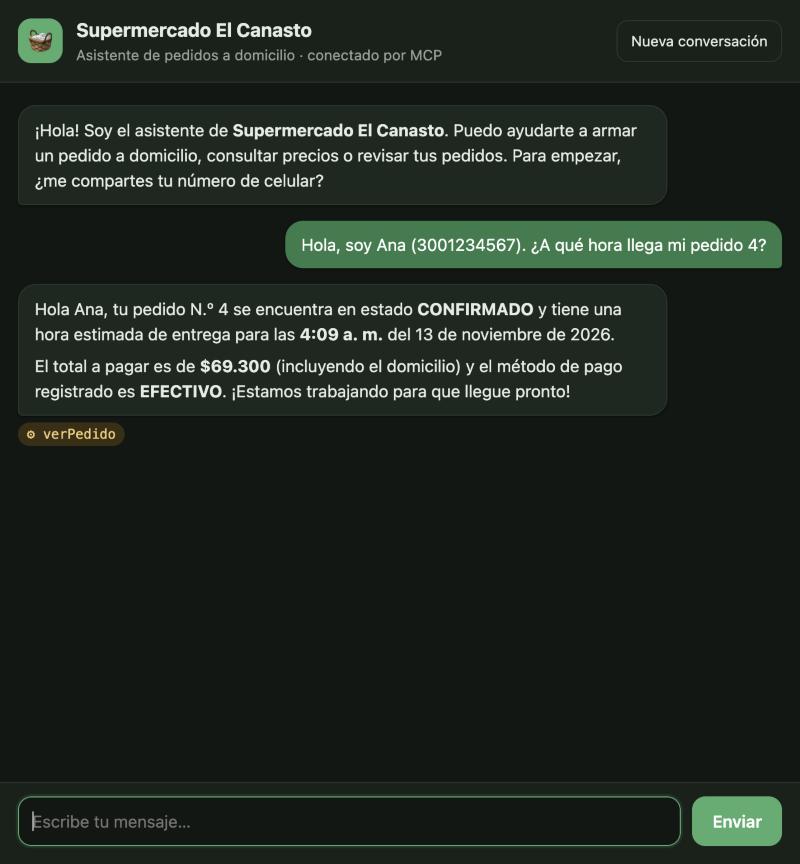 Supermercado El Canasto
Asistente de pedidos a domicilio · conectado por MCP
Nueva conversación
¡Hola! Soy el asistente de Supermercado El Canasto. Puedo ayudarte a armar
un pedido a domicilio, consultar precios o revisar tus pedidos. Para empezar,
¿me compartes tu número de celular?
Hola, soy Ana (3001234567). ¿A qué hora llega mi pedido 4?
Hola Ana, tu pedido N.º 4 se encuentra en estado CONFIRMADO y tiene una
hora estimada de entrega para las 4:09 a. m. del 13 de noviembre de 2026.
El total a pagar es de $69.300 (incluyendo el domicilio) y el método de pago
registrado es EFECTIVO. ¡Estamos trabajando para que llegue pronto!
⚙ verPedido
Escribe tu mensaje...
Enviar